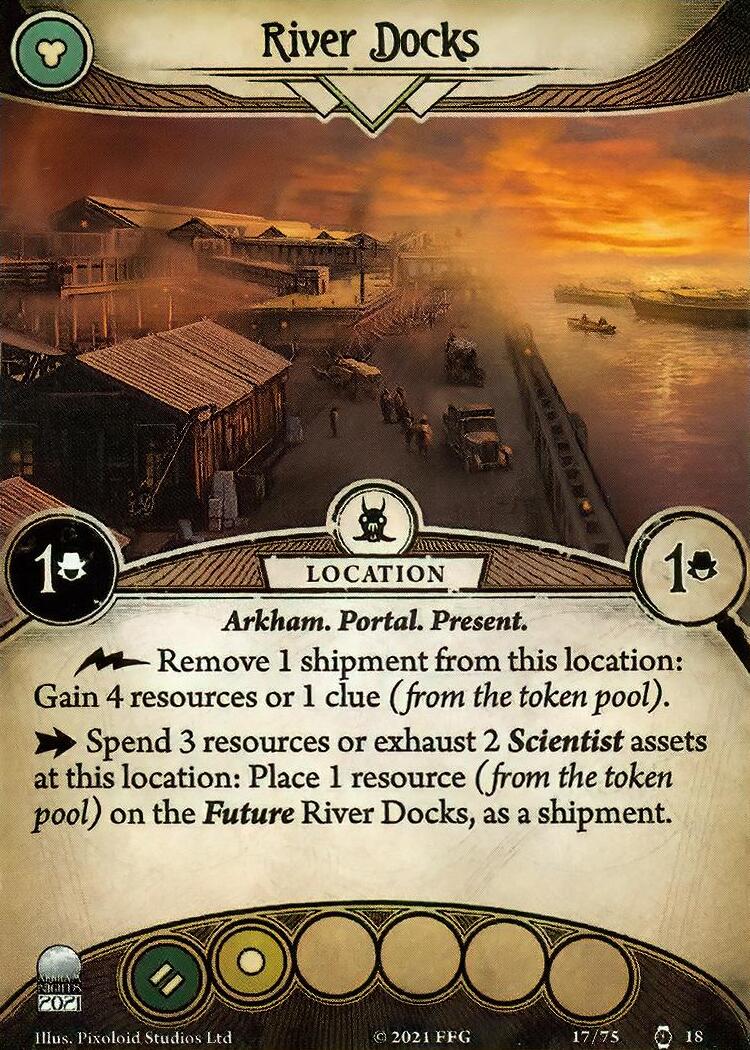 River Docks
1
1
LOCATION
Arkham. Portal. Present.
Remove 1 shipment from this location:
Gain 4 resources or 1 clue (from the token pool).
Spend 3 resources or exhaust 2 Scientist assets
at this location: Place 1 resource (from the token
pool) on the Future River Docks, as a shipment.
ARKHAM
NIGHTS
2021
Illus. Pixoloid Studios Ltd
© 2021 FFG
17/75
18